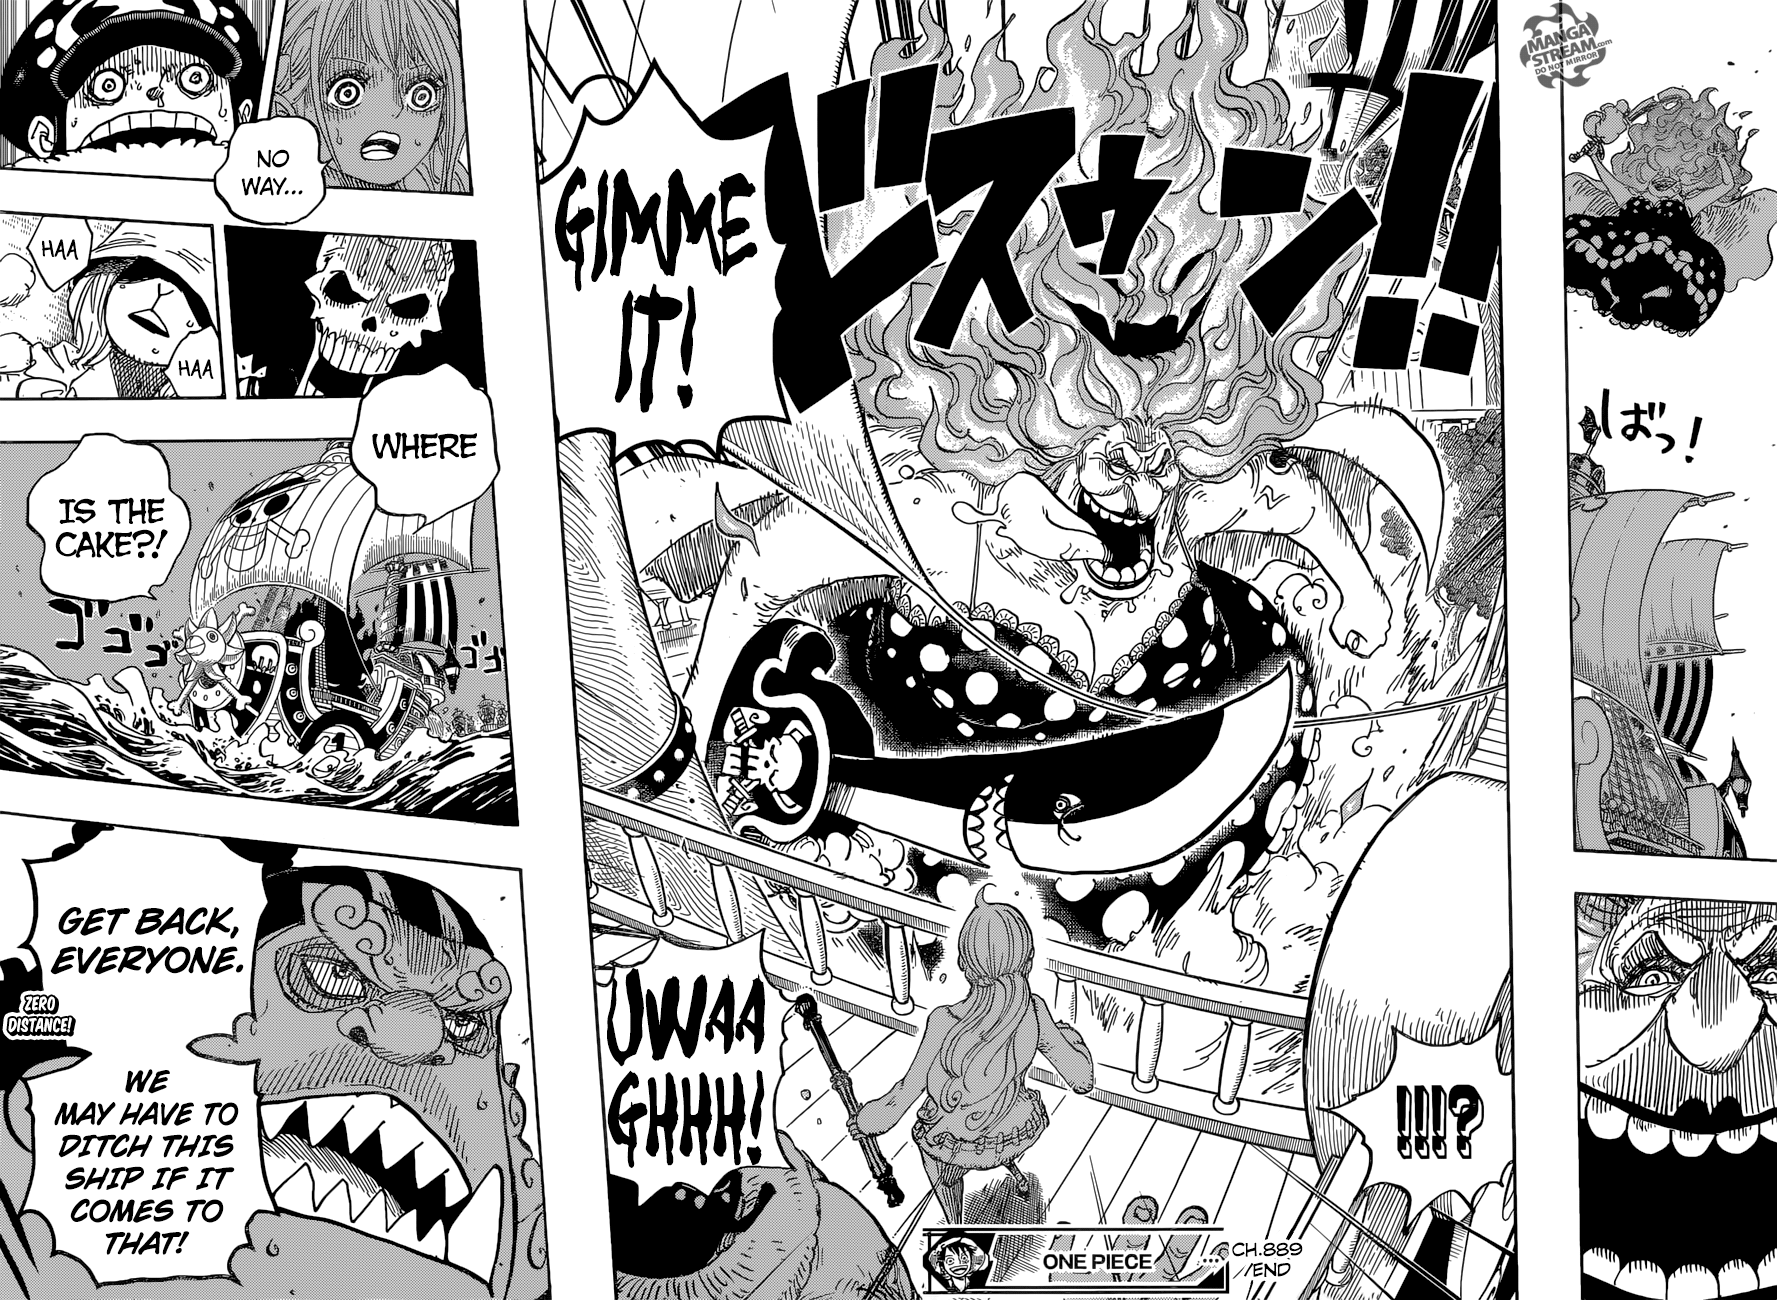 MANGA
STREAM.com
DO NOT MIRROR
ばっ!
ドスゥン!!
GIMME
IT!
UWAA
GHHH!
!!!?
NO
WAY...
HAA
HAA
WHERE
IS THE
CAKE?!
ゴゴゴ
ゴゴ
GET BACK,
EVERYONE.
ZERO
DISTANCE!
WE
MAY HAVE TO
DITCH THIS
SHIP IF IT
COMES TO
THAT!
ONE PIECE
CH.889
/END